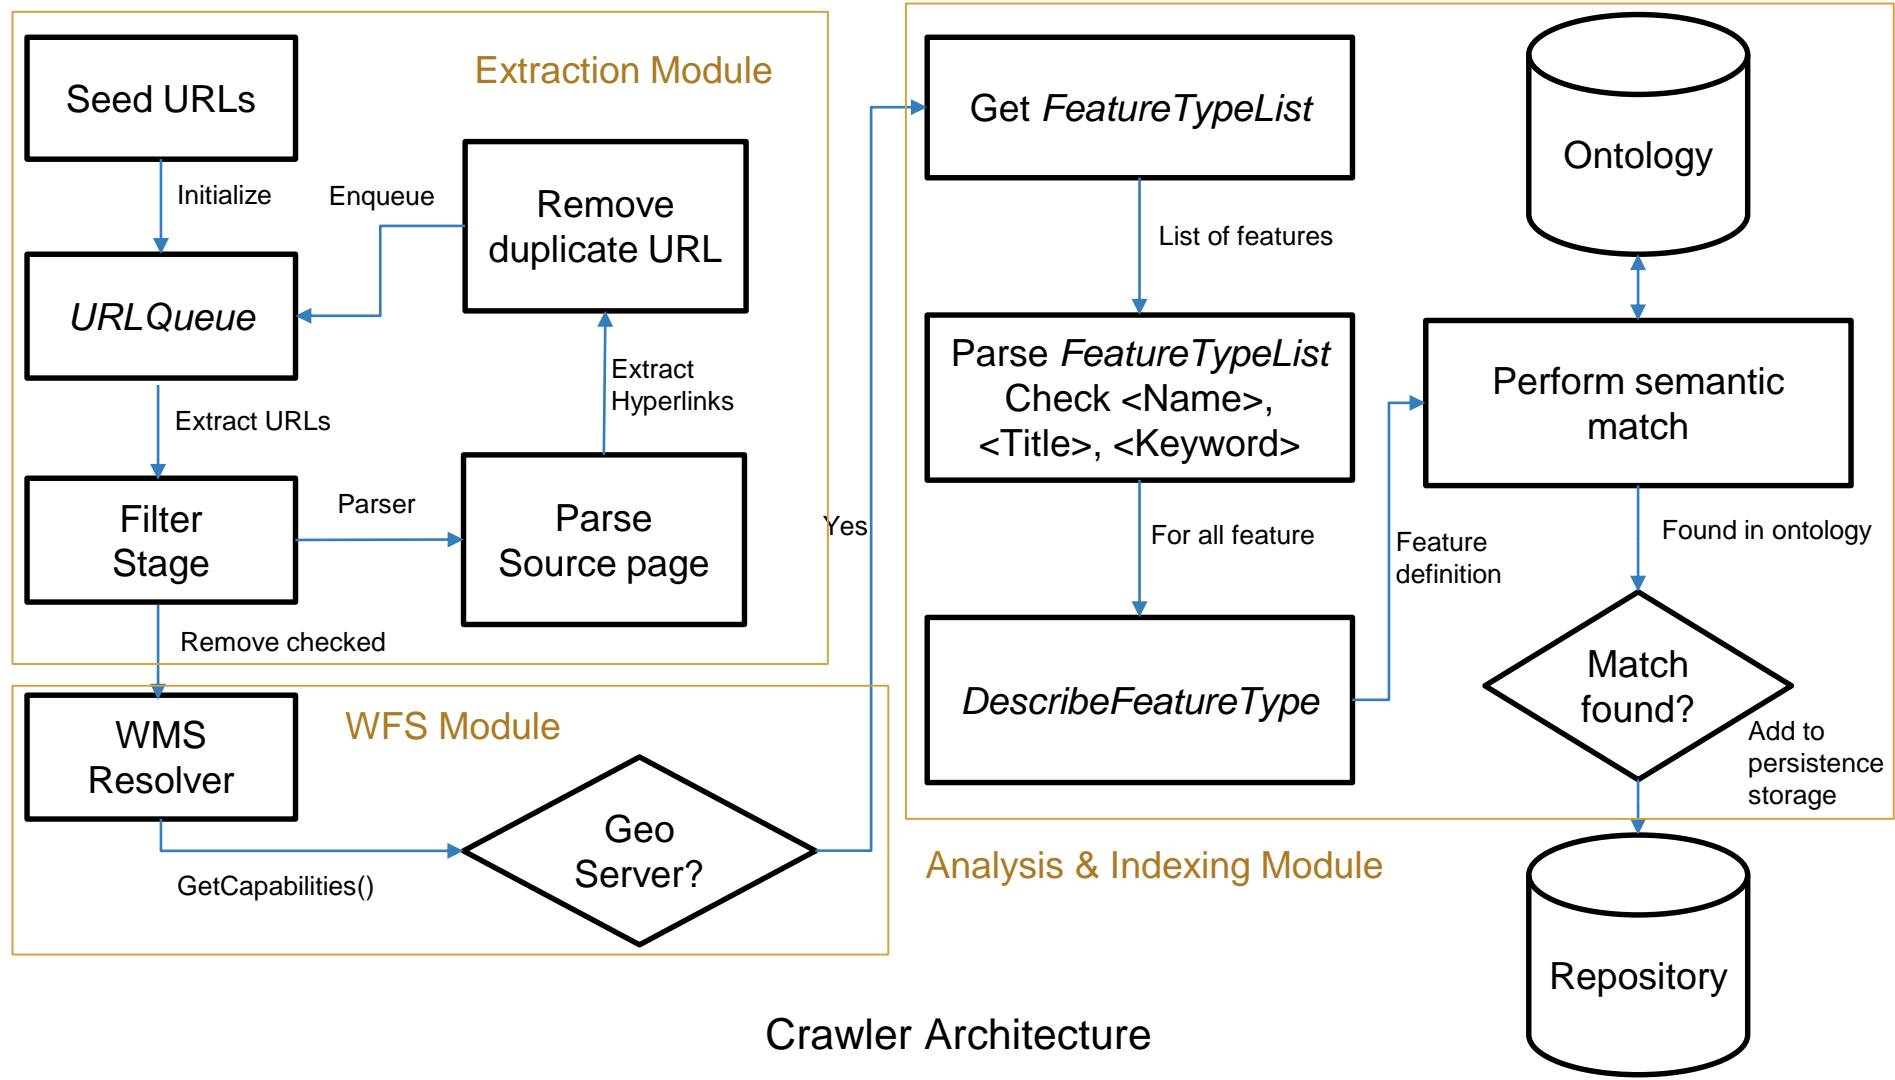 Extraction Module
Seed URLs
Initialize
Enqueue
Remove
duplicate URL
URLQueue
Extract
Hyperlinks
Extract URLs
Filter
Stage
Parser
Parse
Source page
Remove checked
WFS Module
WMS
Resolver
GetCapabilities()
Geo
Server?
Yes
Get FeatureTypeList
List of features
Parse FeatureTypeList
Check <Name>,
<Title>, <Keyword>
For all feature
DescribeFeatureType
Feature
definition
Ontology
Perform semantic
match
Found in ontology
Match
found?
Add to
persistence
storage
Analysis & Indexing Module
Repository
Crawler Architecture